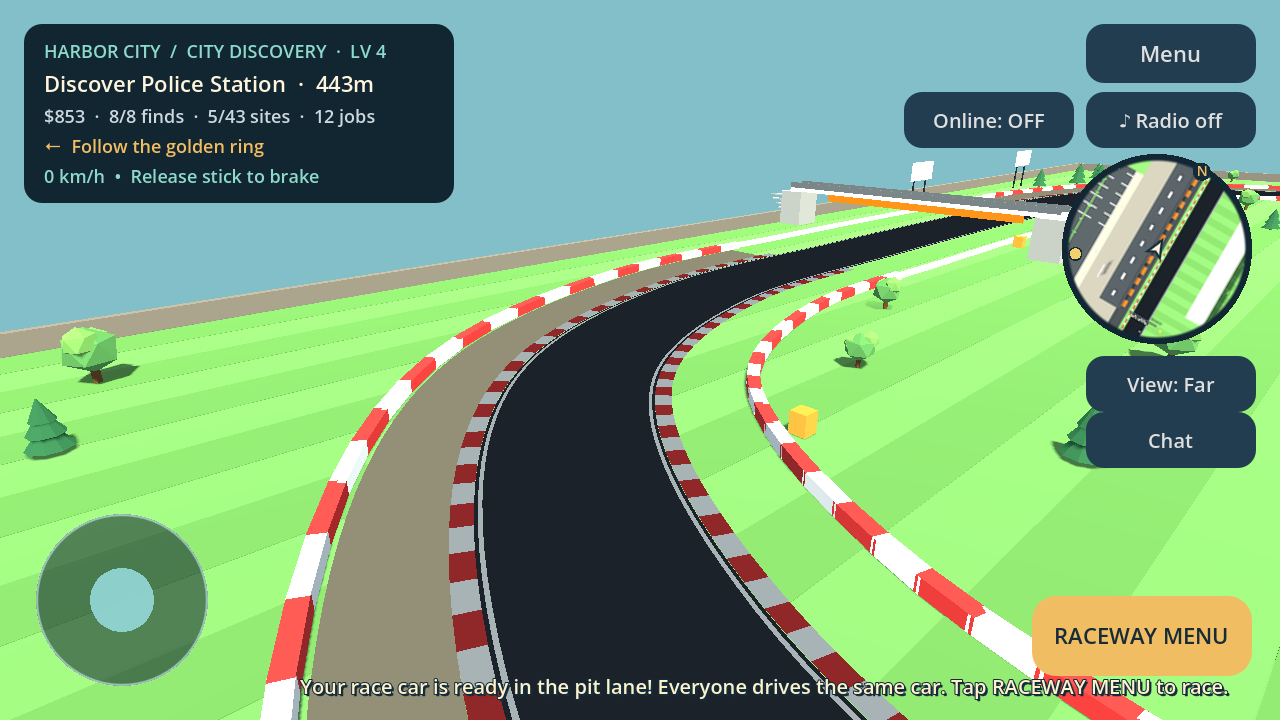 HARBOR CITY / CITY DISCOVERY · LV 4
Discover Police Station · 443m
$853 · 8/8 finds · 5/43 sites · 12 jobs
← Follow the golden ring
0 km/h • Release stick to brake
Menu
Online: OFF
♪ Radio off
N
View: Far
Chat
RACEWAY MENU
Your race car is ready in the pit lane! Everyone drives the same car. Tap RACEWAY MENU to race.